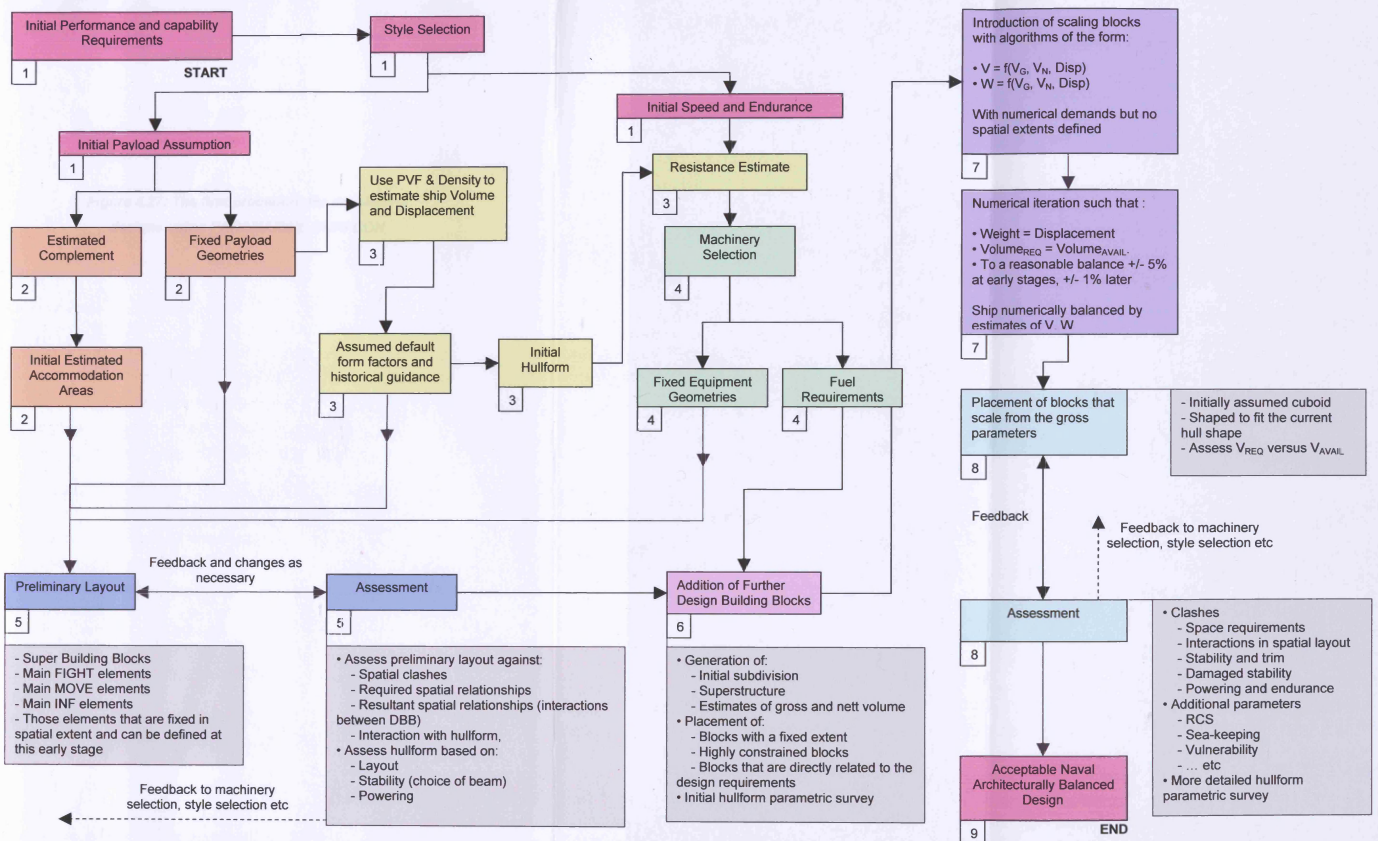 Initial Performance and capability
Requirements
1
START
Style Selection
1
Initial Payload Assumption
1
Initial Speed and Endurance
1
Estimated
Complement
2
Fixed Payload
Geometries
2
Use PVF & Density to
estimate ship Volume
and Displacement
3
Resistance Estimate
3
Machinery
Selection
4
Initial Estimated
Accommodation
Areas
2
Assumed default
form factors and
historical guidance
3
Initial
Hullform
3
Fixed Equipment
Geometries
4
Fuel
Requirements
4
Preliminary Layout
5
Feedback and changes as
necessary
Assessment
5
Addition of Further
Design Building Blocks
6
- Super Building Blocks
- Main FIGHT elements
- Main MOVE elements
- Main INF elements
- Those elements that are fixed in
spatial extent and can be defined at
this early stage
Feedback to machinery
selection, style selection etc
• Assess preliminary layout against:
- Spatial clashes
- Required spatial relationships
- Resultant spatial relationships (interactions
between DBB)
- Interaction with hullform,
• Assess hullform based on:
- Layout
- Stability (choice of beam)
- Powering
• Generation of:
- Initial subdivision
- Superstructure
- Estimates of gross and nett volume
• Placement of:
- Blocks with a fixed extent
- Highly constrained blocks
- Blocks that are directly related to the
design requirements
• Initial hullform parametric survey
Introduction of scaling blocks
with algorithms of the form:
• V = f(VG, VN, Disp)
• W = f(VG, VN, Disp)
With numerical demands but no
spatial extents defined
7
Numerical iteration such that :
• Weight = Displacement
• VolumeREQ = VolumeAVAIL.
• To a reasonable balance +/- 5%
at early stages, +/- 1% later
Ship numerically balanced by
estimates of V, W
7
Placement of blocks that
scale from the gross
parameters
8
- Initially assumed cuboid
- Shaped to fit the current
hull shape
- Assess VREQ versus VAVAIL
Feedback
Feedback to machinery
selection, style selection etc
Assessment
8
• Clashes
- Space requirements
- Interactions in spatial layout
- Stability and trim
- Damaged stability
- Powering and endurance
• Additional parameters
- RCS
- Sea-keeping
- Vulnerability
- ... etc
• More detailed hullform
parametric survey
Acceptable Naval
Architecturally Balanced
Design
9
END